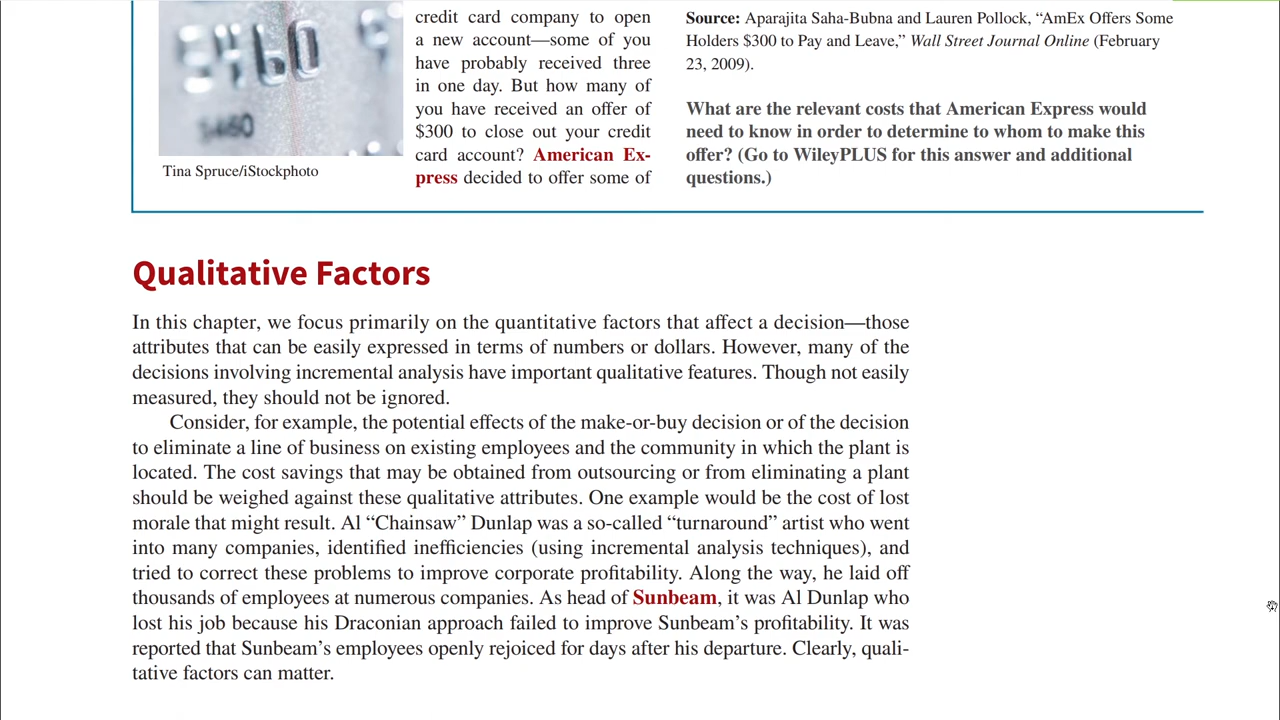 credit card company to open
a new account—some of you
have probably received three
in one day. But how many of
you have received an offer of
$300 to close out your credit
card account? American Ex-
press decided to offer some of
Tina Spruce/iStockphoto
Source: Aparajita Saha-Bubna and Lauren Pollock, “AmEx Offers Some
Holders $300 to Pay and Leave,” Wall Street Journal Online (February
23, 2009).
What are the relevant costs that American Express would
need to know in order to determine to whom to make this
offer? (Go to WileyPLUS for this answer and additional
questions.)
Qualitative Factors
In this chapter, we focus primarily on the quantitative factors that affect a decision—those
attributes that can be easily expressed in terms of numbers or dollars. However, many of the
decisions involving incremental analysis have important qualitative features. Though not easily
measured, they should not be ignored.
Consider, for example, the potential effects of the make-or-buy decision or of the decision
to eliminate a line of business on existing employees and the community in which the plant is
located. The cost savings that may be obtained from outsourcing or from eliminating a plant
should be weighed against these qualitative attributes. One example would be the cost of lost
morale that might result. Al “Chainsaw” Dunlap was a so-called “turnaround” artist who went
into many companies, identified inefficiencies (using incremental analysis techniques), and
tried to correct these problems to improve corporate profitability. Along the way, he laid off
thousands of employees at numerous companies. As head of Sunbeam, it was Al Dunlap who
lost his job because his Draconian approach failed to improve Sunbeam’s profitability. It was
reported that Sunbeam’s employees openly rejoiced for days after his departure. Clearly, quali-
tative factors can matter.